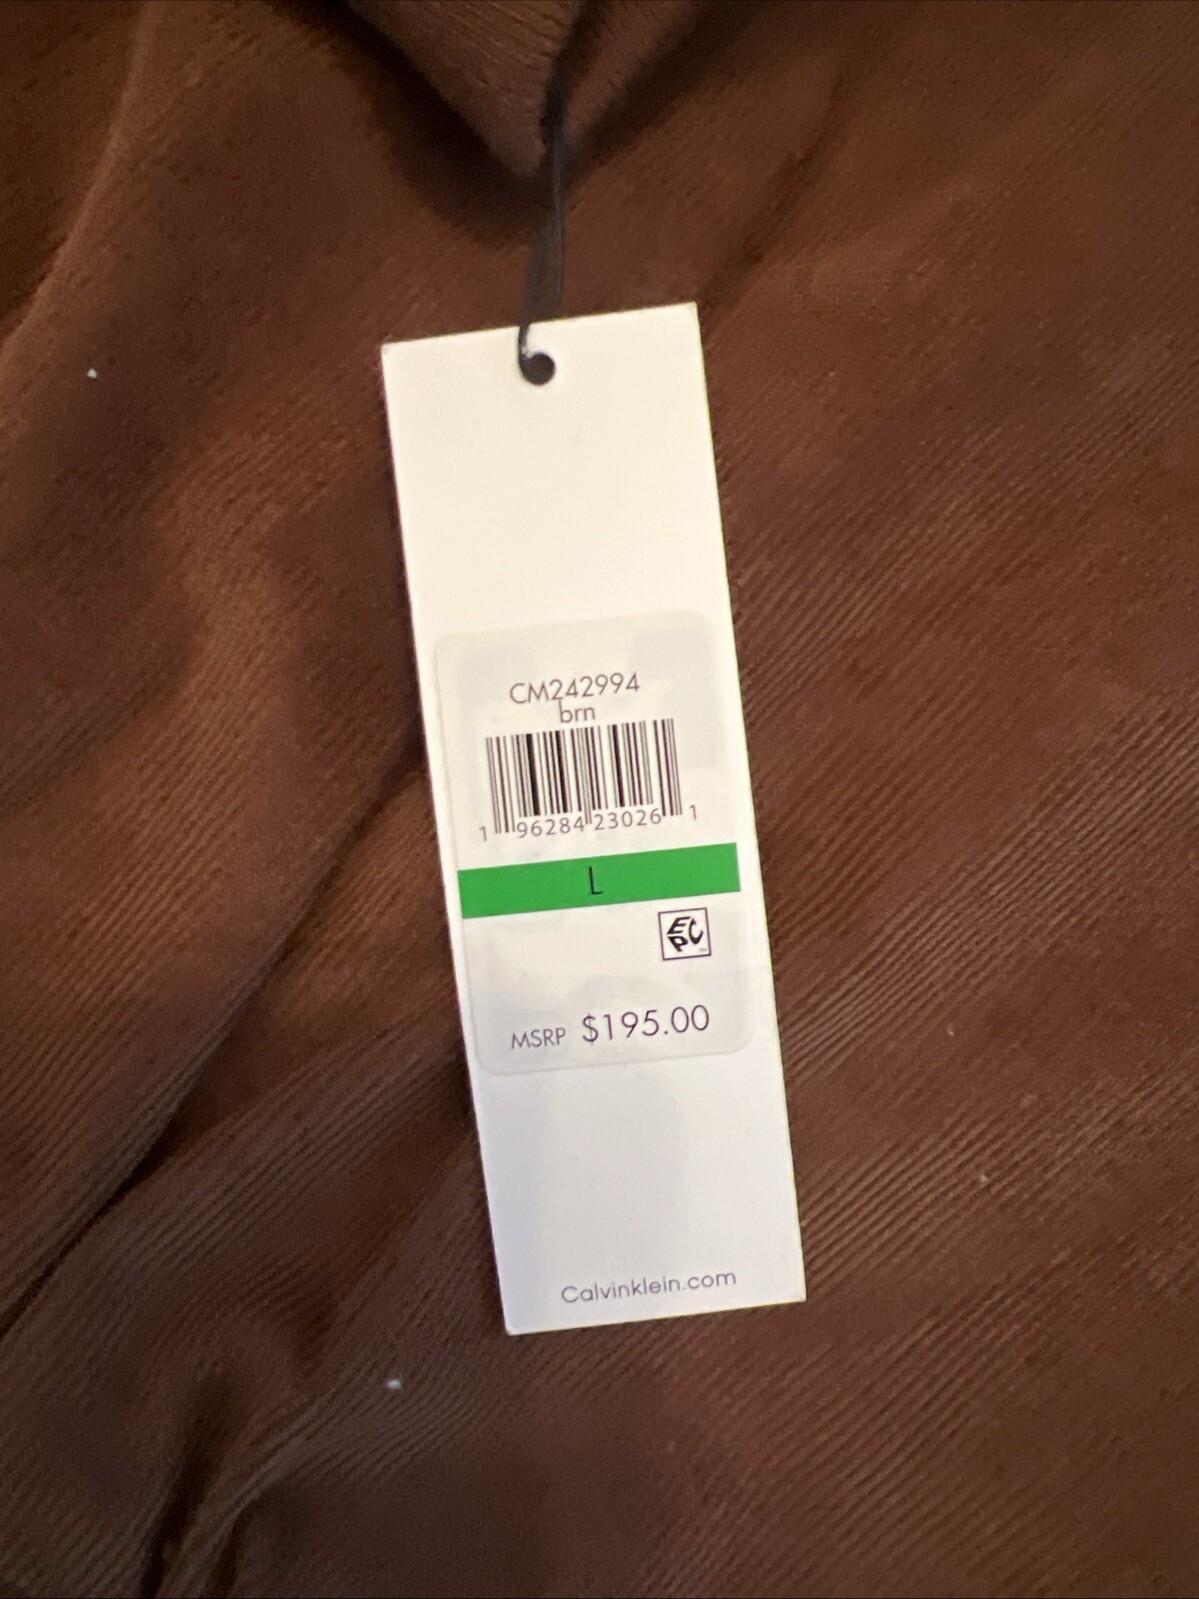 CM242994
brn
1 96284 23026 1
L
EPC
MSRP $195.00
Calvinklein.com